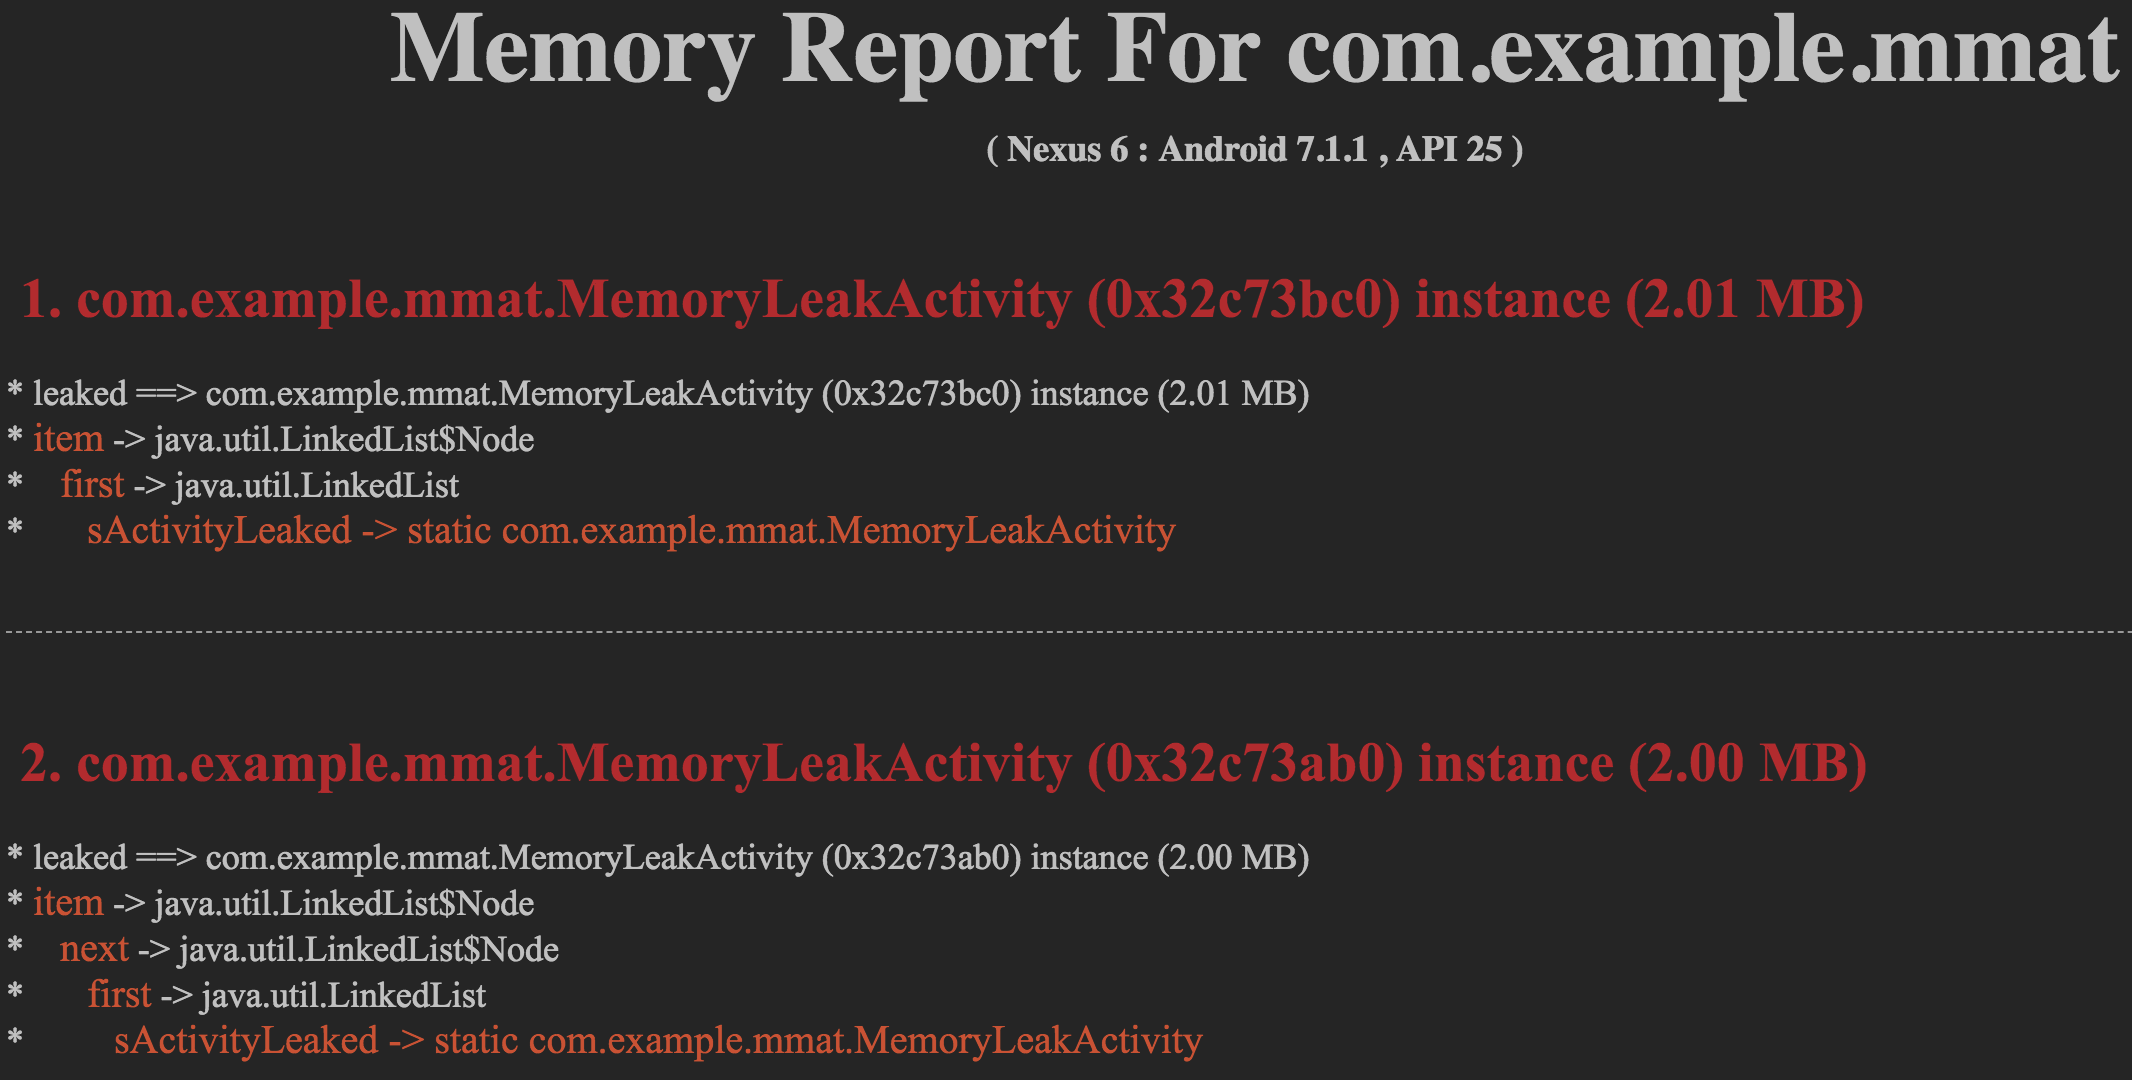 Memory Report For com.example.mmat
( Nexus 6 : Android 7.1.1 , API 25 )
1. com.example.mmat.MemoryLeakActivity (0x32c73bc0) instance (2.01 MB)
* leaked ==> com.example.mmat.MemoryLeakActivity (0x32c73bc0) instance (2.01 MB)
* item -> java.util.LinkedList$Node
* first -> java.util.LinkedList
* sActivityLeaked -> static com.example.mmat.MemoryLeakActivity
2. com.example.mmat.MemoryLeakActivity (0x32c73ab0) instance (2.00 MB)
* leaked ==> com.example.mmat.MemoryLeakActivity (0x32c73ab0) instance (2.00 MB)
* item -> java.util.LinkedList$Node
* next -> java.util.LinkedList$Node
* first -> java.util.LinkedList
* sActivityLeaked -> static com.example.mmat.MemoryLeakActivity